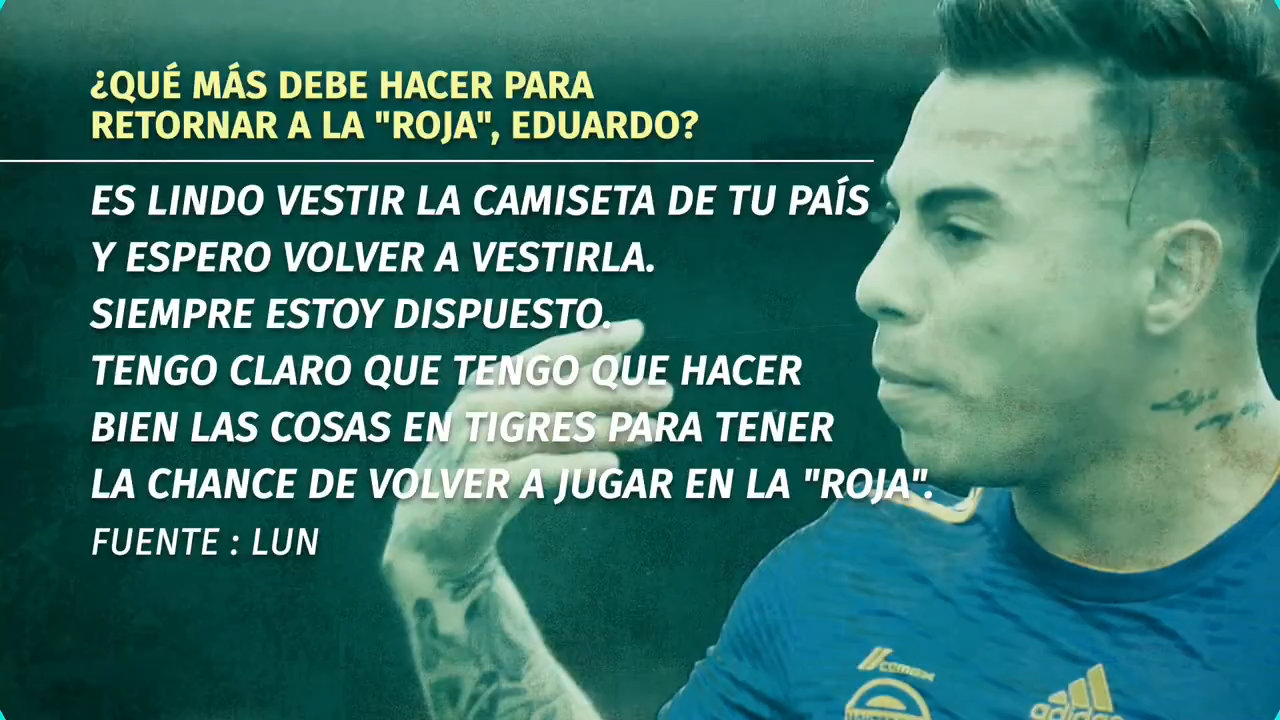 ¿QUÉ MÁS DEBE HACER PARA
RETORNAR A LA "ROJA", EDUARDO?
ES LINDO VESTIR LA CAMISETA DE TU PAÍS
Y ESPERO VOLVER A VESTIRLA.
SIEMPRE ESTOY DISPUESTO.
TENGO CLARO QUE TENGO QUE HACER
BIEN LAS COSAS EN TIGRES PARA TENER
LA CHANCE DE VOLVER A JUGAR EN LA "ROJA".
FUENTE : LUN
cemex
adidas